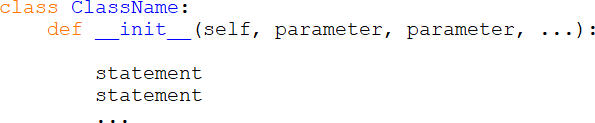 class ClassName:
    def __init__(self, parameter, parameter, ...):
        statement
        statement
        ...